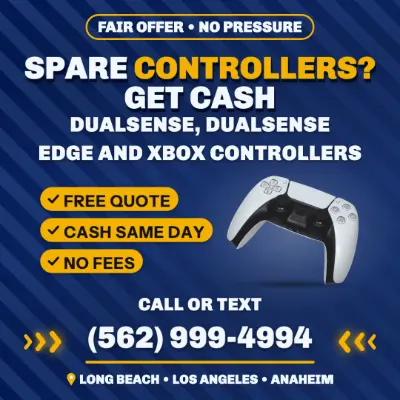 FAIR OFFER • NO PRESSURE
SPARE CONTROLLERS?
GET CASH
DUALSENSE, DUALSENSE
EDGE AND XBOX CONTROLLERS
FREE QUOTE
CASH SAME DAY
NO FEES
CALL OR TEXT
(562) 999-4994
LONG BEACH • LOS ANGELES • ANAHEIM